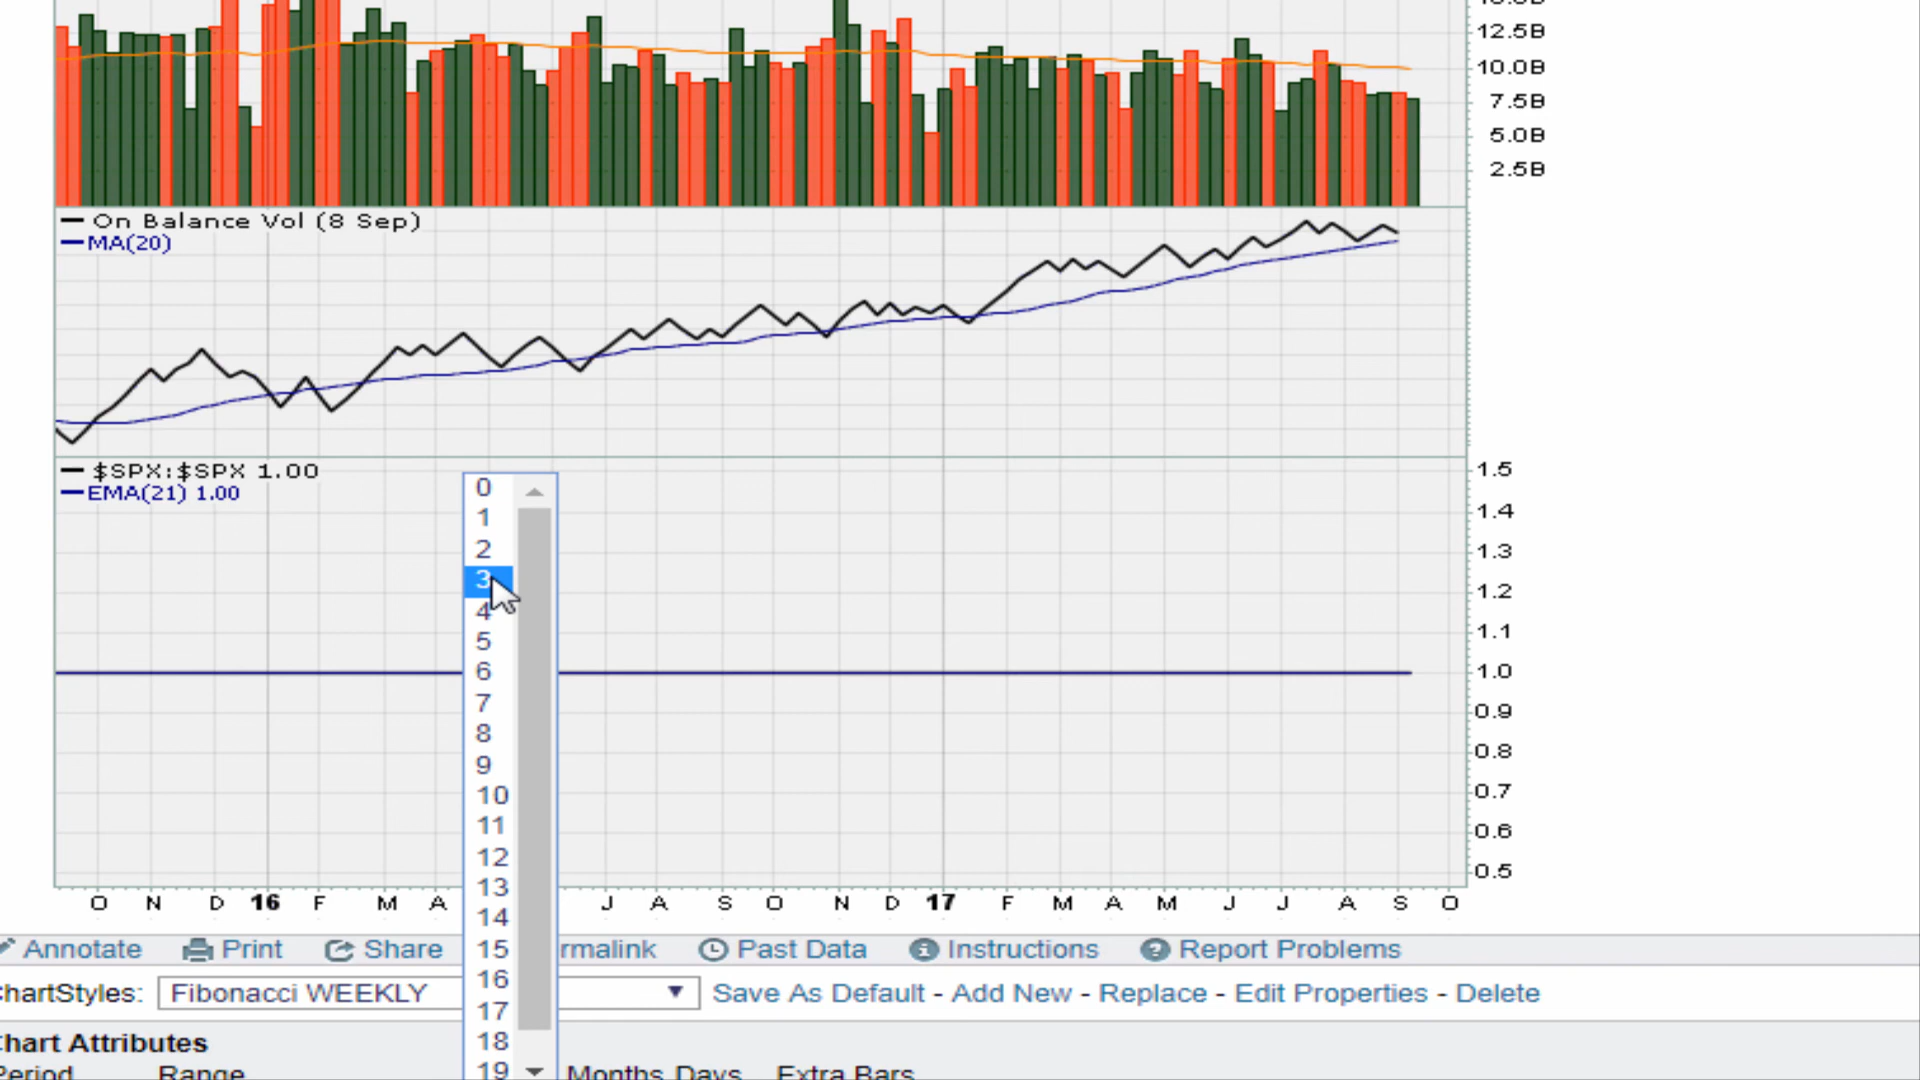 12.5B
10.0B
7.5B
5.0B
2.5B
On Balance Vol (8 Sep)
MA(20)
$SPX:$SPX 1.00
EMA(21) 1.00
0
1
2
3
4
5
6
7
8
9
10
11
12
13
14
15
16
17
18
19
1.5
1.4
1.3
1.2
1.1
1.0
0.9
0.8
0.7
0.6
0.5
O N D 16 F M A J A S O N D 17 F M A M J J A S O
Annotate Print Share rmalink Past Data Instructions Report Problems
hartStyles: Fibonacci WEEKLY Save As Default - Add New - Replace - Edit Properties - Delete
hart Attributes
Period Range Months Days Extra Bars